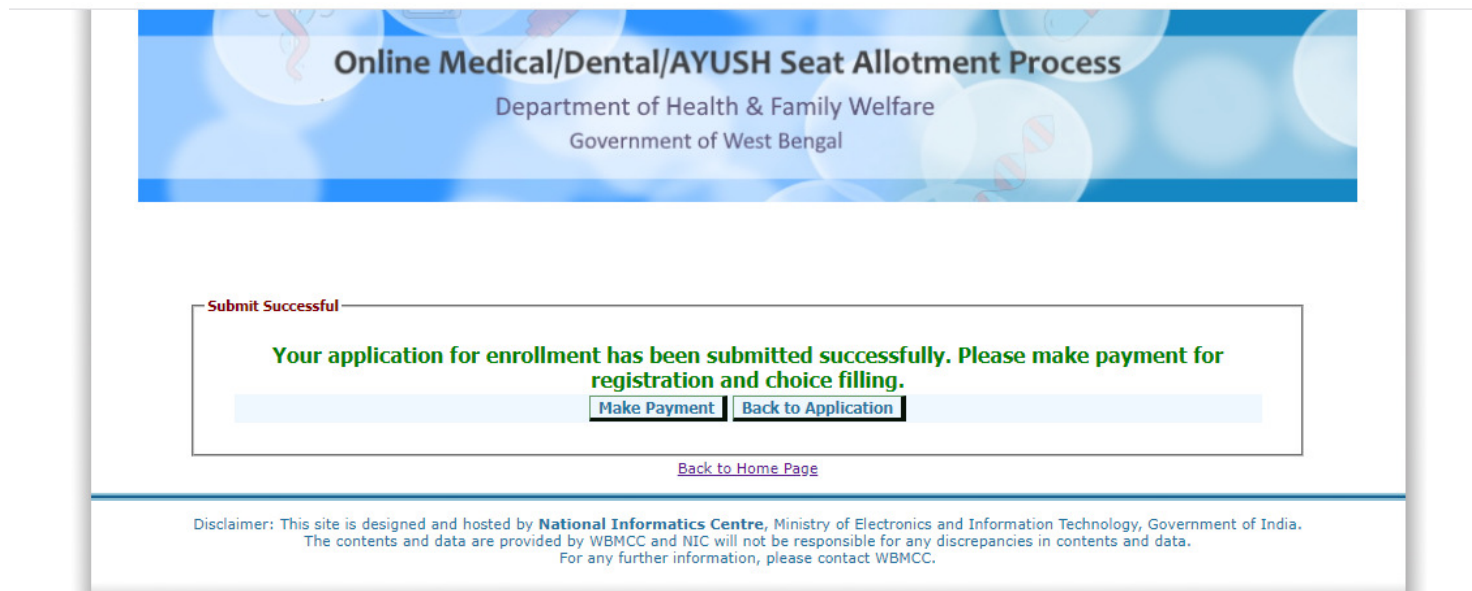 Online Medical/Dental/AYUSH Seat Allotment Process
Department of Health & Family Welfare
Government of West Bengal
Submit Successful
Your application for enrollment has been submitted successfully. Please make payment for
registration and choice filling.
Make Payment Back to Application
Back to Home Page
Disclaimer: This site is designed and hosted by National Informatics Centre, Ministry of Electronics and Information Technology, Government of India.
The contents and data are provided by WBMCC and NIC will not be responsible for any discrepancies in contents and data.
For any further information, please contact WBMCC.